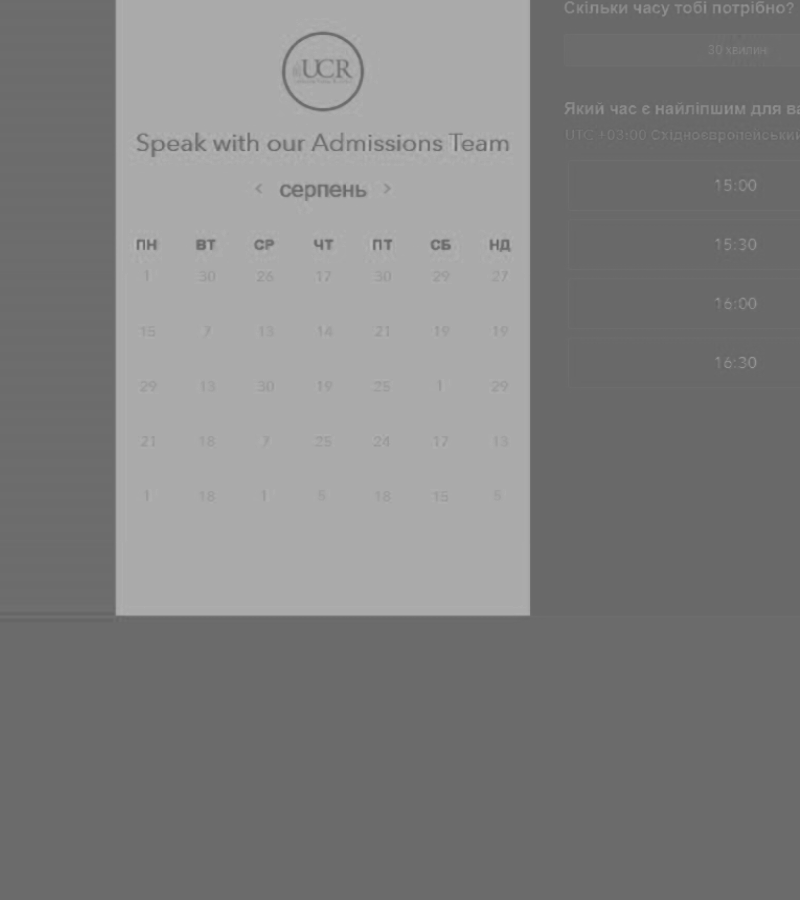 UCR
Speak with our Admissions Team
< серпень >
ПН ВТ СР ЧТ ПТ СБ НД
1 30 26 17 30 29 27
15 7 13 14 21 19 19
29 13 30 19 25 1 29
21 18 7 25 24 17 13
1 18 1 8 18 15 8
Скільки часу тобі потрібно?
30 хвилин
Який час є найліпшим для ва
UTC +03:00 Східноєвропейський
15:00
15:30
16:00
16:30